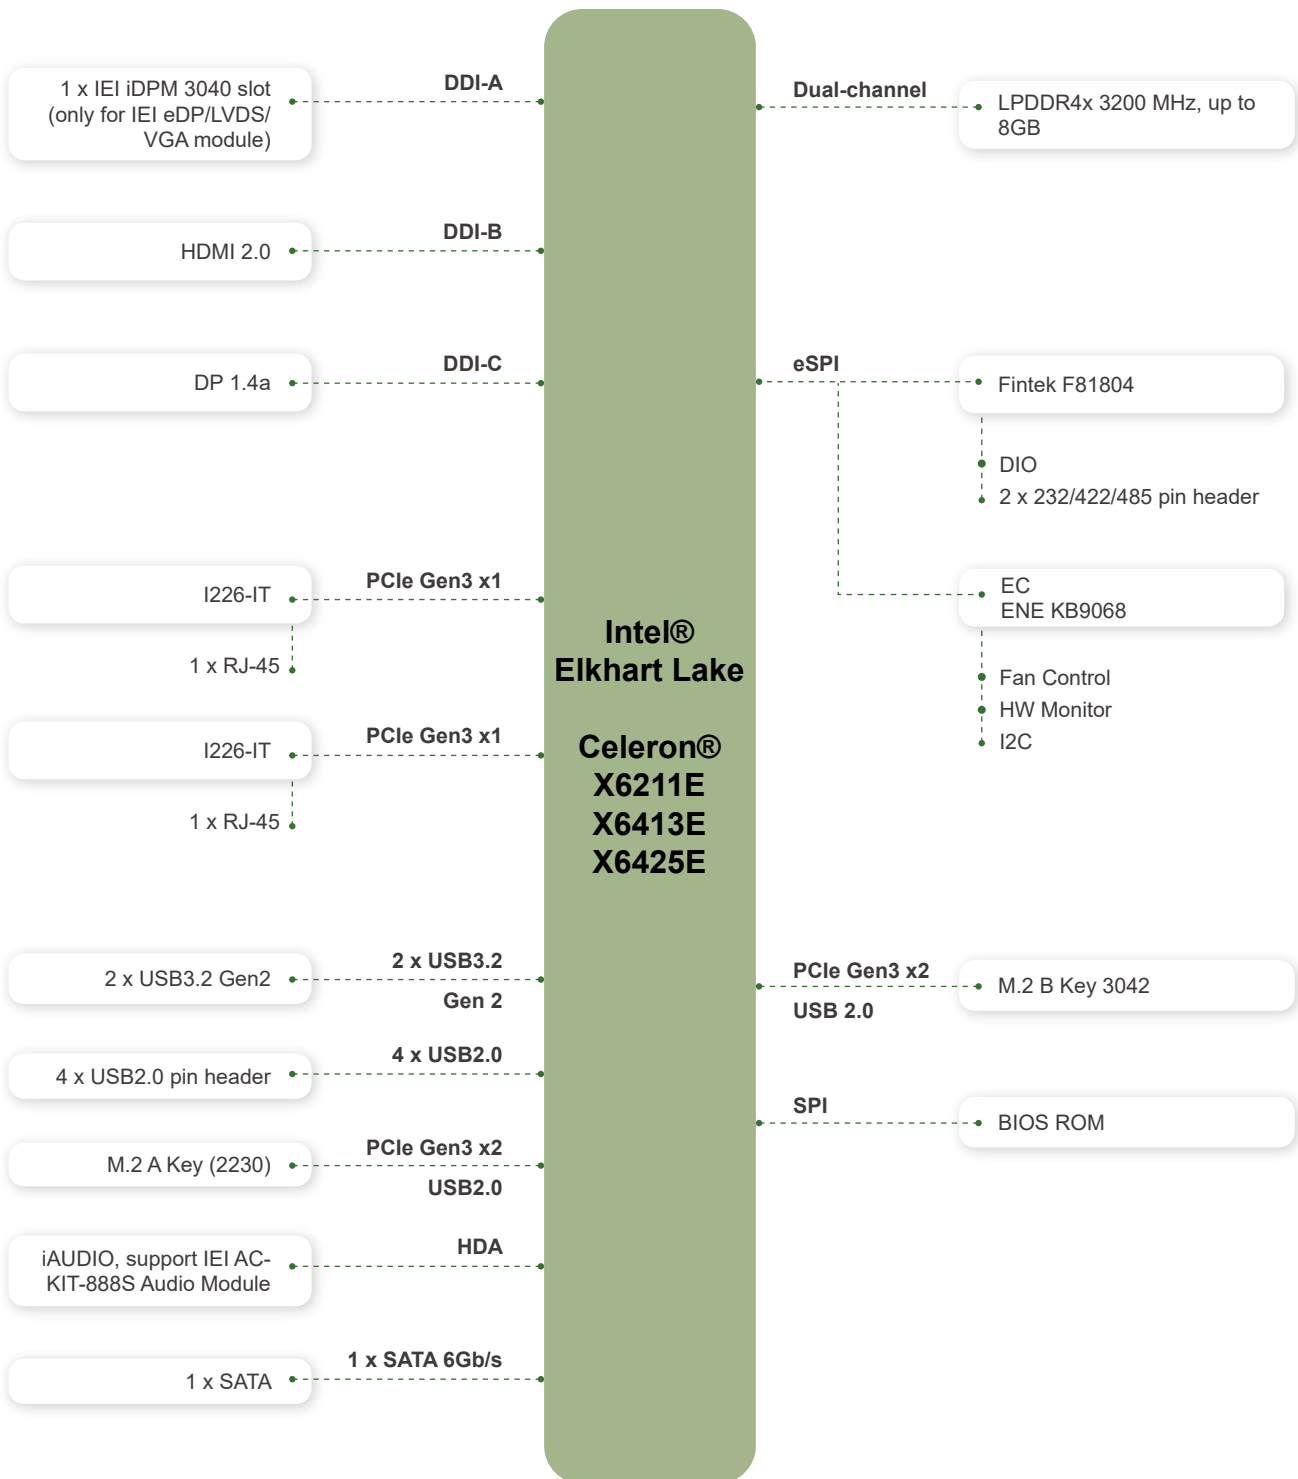 DDI-A
1 x IEI iDPM 3040 slot
(only for IEI eDP/LVDS/
VGA module)
DDI-B
HDMI 2.0
DDI-C
DP 1.4a
PCIe Gen3 x1
I226-IT
1 x RJ-45
PCIe Gen3 x1
I226-IT
1 x RJ-45
2 x USB3.2
Gen 2
2 x USB3.2 Gen2
4 x USB2.0
4 x USB2.0 pin header
PCIe Gen3 x2
USB2.0
M.2 A Key (2230)
HDA
iAUDIO, support IEI AC-
KIT-888S Audio Module
1 x SATA 6Gb/s
1 x SATA
Intel®
Elkhart Lake
Celeron®
X6211E
X6413E
X6425E
Dual-channel
LPDDR4x 3200 MHz, up to
8GB
eSPI
Fintek F81804
DIO
2 x 232/422/485 pin header
EC
ENE KB9068
Fan Control
HW Monitor
I2C
PCIe Gen3 x2
USB 2.0
M.2 B Key 3042
SPI
BIOS ROM